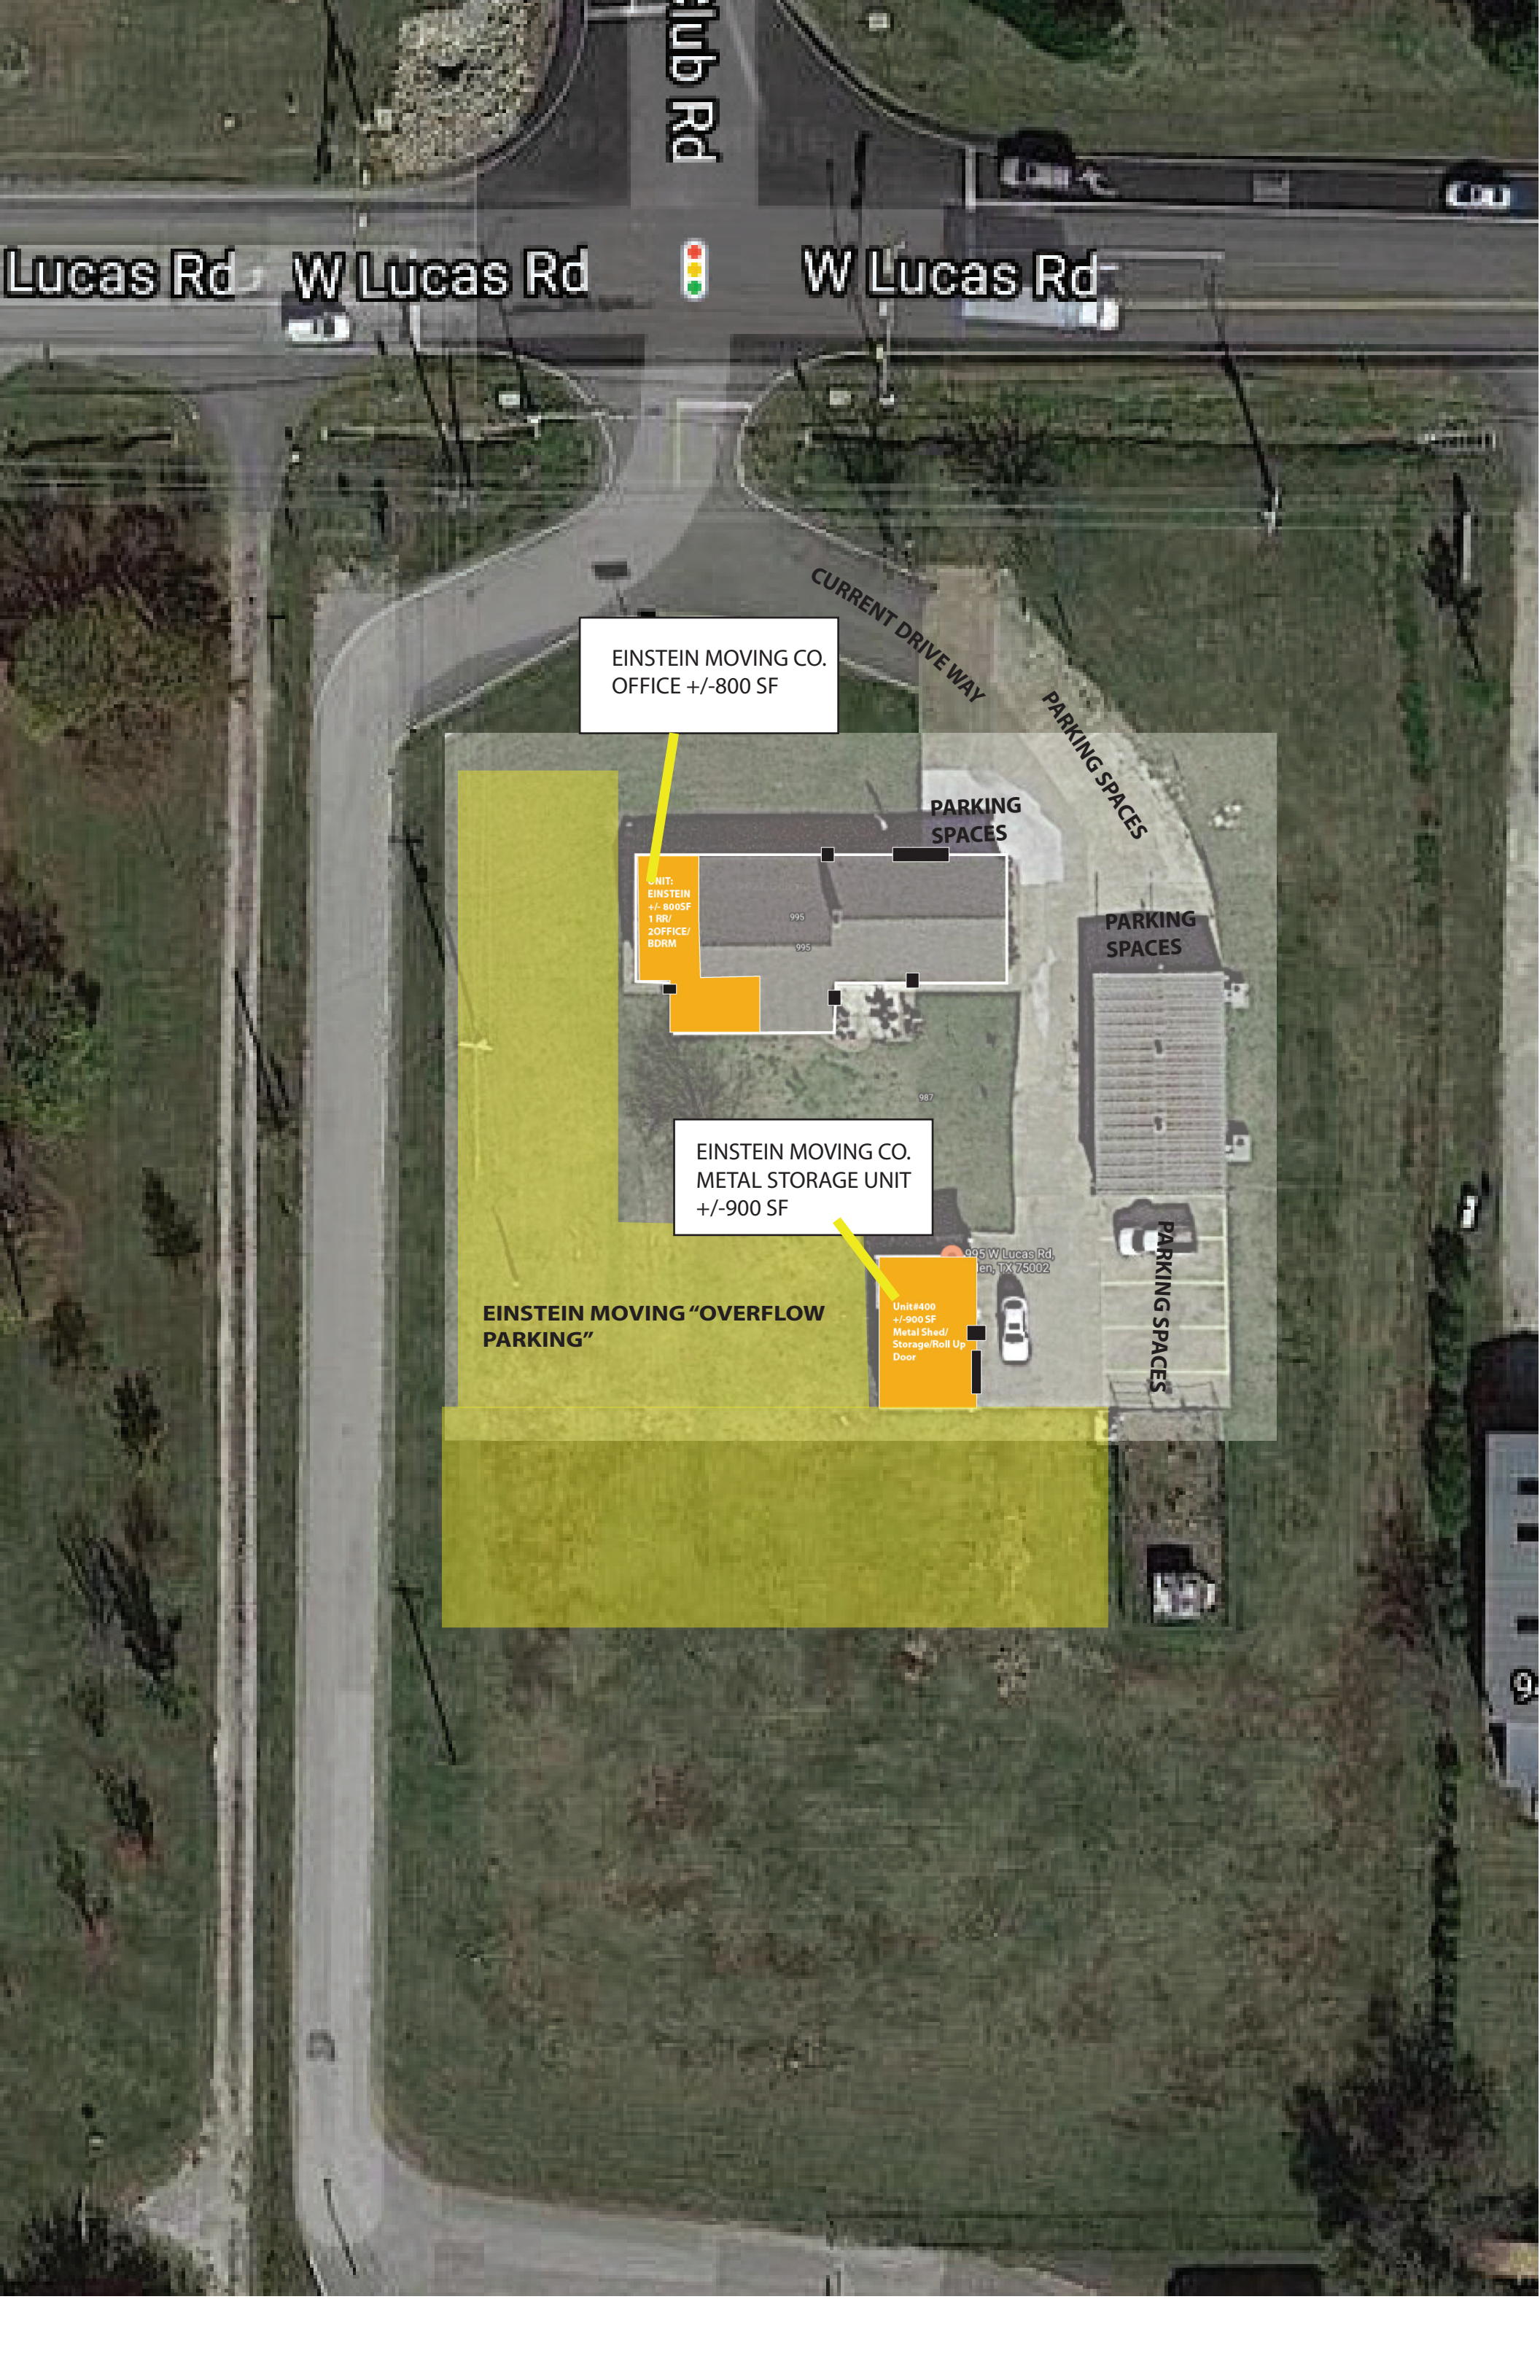 Club Rd
Lucas Rd
W Lucas Rd
W Lucas Rd
CURRENT DRIVE WAY
EINSTEIN MOVING CO.
OFFICE +/-800 SF
PARKING SPACES
PARKING
SPACES
UNIT:
EINSTEIN
+/- 800SF
1 RR/
2OFFICE/
BDRM
995
995
PARKING
SPACES
987
EINSTEIN MOVING CO.
METAL STORAGE UNIT
+/-900 SF
995 W Lucas Rd,
len, TX 75002
PARKING SPACES
EINSTEIN MOVING “OVERFLOW
PARKING”
Unit#400
+/-900 SF
Metal Shed/
Storage/Roll Up
Door